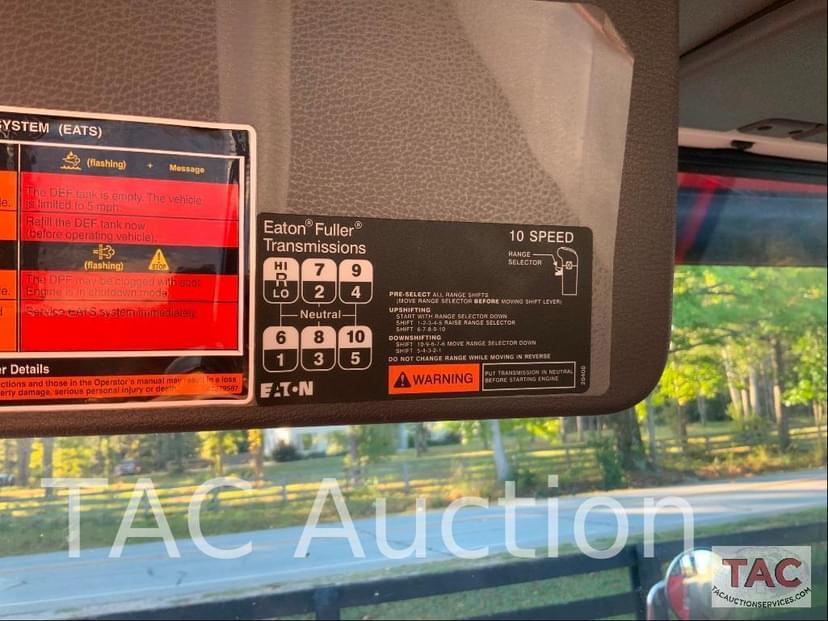 SYSTEM (EATS)
(flashing) + Message
The DEF tank is empty. The vehicle
is limited to 5 mph.
Refill the DEF tank now
(before operating vehicle).
(flashing) STOP
The DPF may be clogged with soot.
Engine is in shutdown mode.
Service EATS system immediately.
er Details
ctions and those in the Operator's manual may result in a loss
erty damage, serious personal injury or death.
Eaton® Fuller®
Transmissions
10 SPEED
RANGE
SELECTOR
HI R LO
7 2
9 4
Neutral
6 1
8 3
10 5
EATON
PRE-SELECT ALL RANGE SHIFTS
(MOVE RANGE SELECTOR BEFORE MOVING SHIFT LEVER)
UPSHIFTING
START WITH RANGE SELECTOR DOWN
SHIFT 1-2-3-4-5 RAISE RANGE SELECTOR
SHIFT 6-7-8-9-10
DOWNSHIFTING
SHIFT 10-9-8-7-6 MOVE RANGE SELECTOR DOWN
SHIFT 5-4-3-2-1
DO NOT CHANGE RANGE WHILE MOVING IN REVERSE
WARNING
PUT TRANSMISSION IN NEUTRAL
BEFORE STARTING ENGINE
TAC Auction
TAC
TACAUCTIONSERVICES.COM